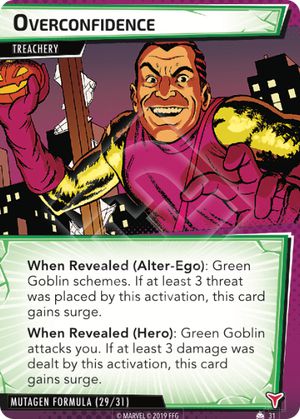 OVERCONFIDENCE
TREACHERY
When Revealed (Alter-Ego): Green
Goblin schemes. If at least 3 threat
was placed by this activation, this card
gains surge.
When Revealed (Hero): Green Goblin
attacks you. If at least 3 damage was
dealt by this activation, this card
gains surge.
MUTAGEN FORMULA (29/31)
© MARVEL © 2019 FFG
31